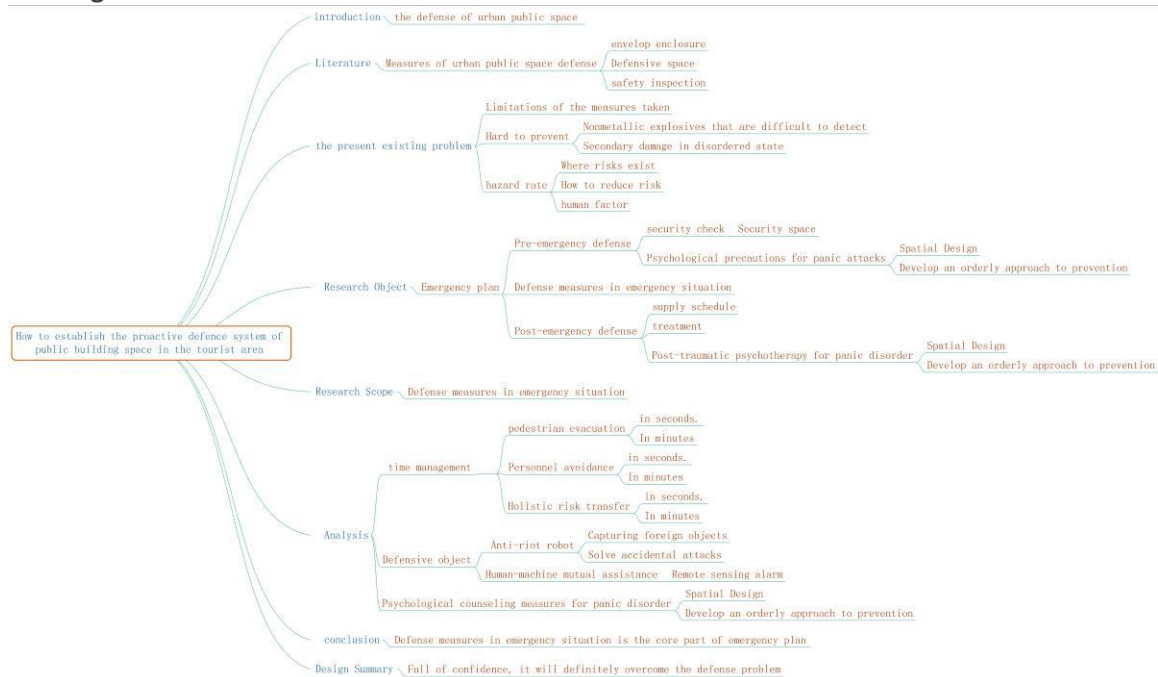 introduction
the defense of urban public space
Literature
Measures of urban public space defense
envelop enclosure
Defensive space
safety inspection
the present existing problem
Limitations of the measures taken
Hard to prevent
Nonmetallic explosives that are difficult to detect
Secondary damage in disordered state
hazard rate
Where risks exist
How to reduce risk
human factor
How to establish the proactive defence system of
public building space in the tourist area
Research Object
Emergency plan
Pre-emergency defense
security check Security space
Psychological precautions for panic attacks
Spatial Design
Develop an orderly approach to prevention
Defense measures in emergency situation
Post-emergency defense
supply schedule
treatment
Post-traumatic psychotherapy for panic disorder
Spatial Design
Develop an orderly approach to prevention
Research Scope
Defense measures in emergency situation
Analysis
time management
pedestrian evacuation
in seconds.
In minutes
Personnel avoidance
in seconds.
In minutes
Holistic risk transfer
in seconds.
In minutes
Defensive object
Anti-riot robot
Capturing foreign objects
Solve accidental attacks
Human-machine mutual assistance Remote sensing alarm
Psychological counseling measures for panic disorder
Spatial Design
Develop an orderly approach to prevention
conclusion
Defense measures in emergency situation is the core part of emergency plan
Design Summary
Full of confidence, it will definitely overcome the defense problem